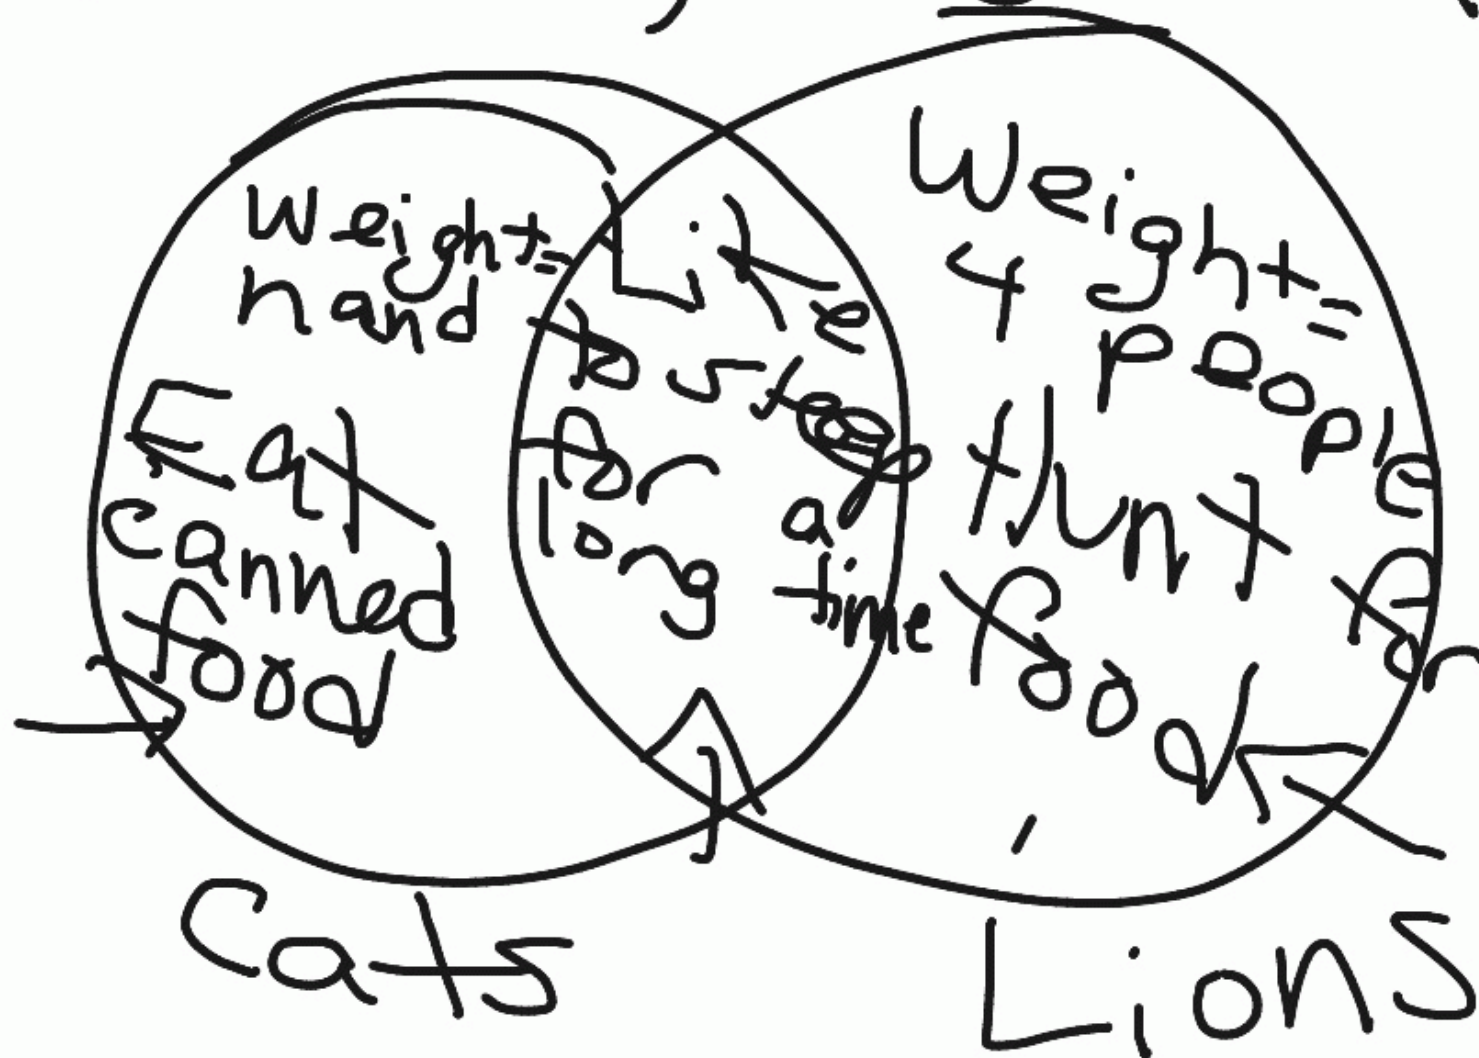 Weight=
hand
Eat
canned
food
Like
to sleep
for a
long time
Weight=
4 people
Hunt for
food
Cats
Lions